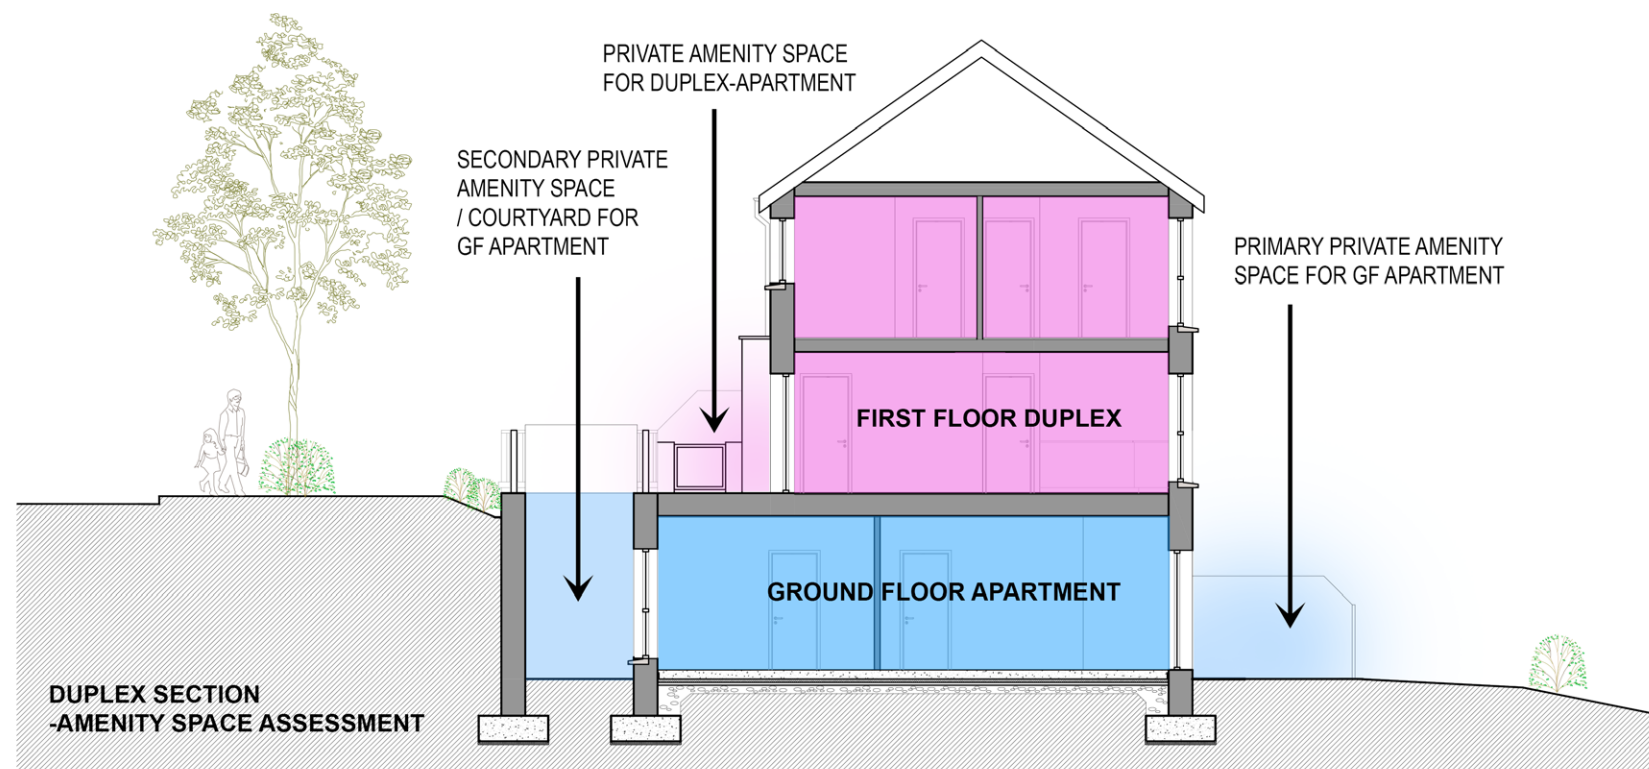 PRIVATE AMENITY SPACE
FOR DUPLEX-APARTMENT
SECONDARY PRIVATE
AMENITY SPACE
/ COURTYARD FOR
GF APARTMENT
PRIMARY PRIVATE AMENITY
SPACE FOR GF APARTMENT
FIRST FLOOR DUPLEX
GROUND FLOOR APARTMENT
DUPLEX SECTION
-AMENITY SPACE ASSESSMENT